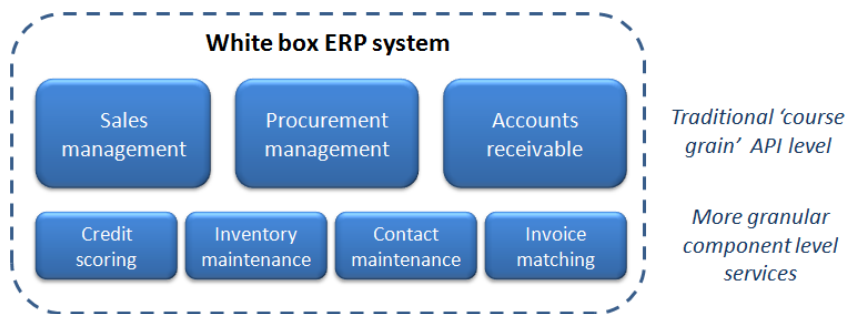 White box ERP system
Sales
management
Procurement
management
Accounts
receivable
Traditional ‘course
grain’ API level
Credit
scoring
Inventory
maintenance
Contact
maintenance
Invoice
matching
More granular
component level
services